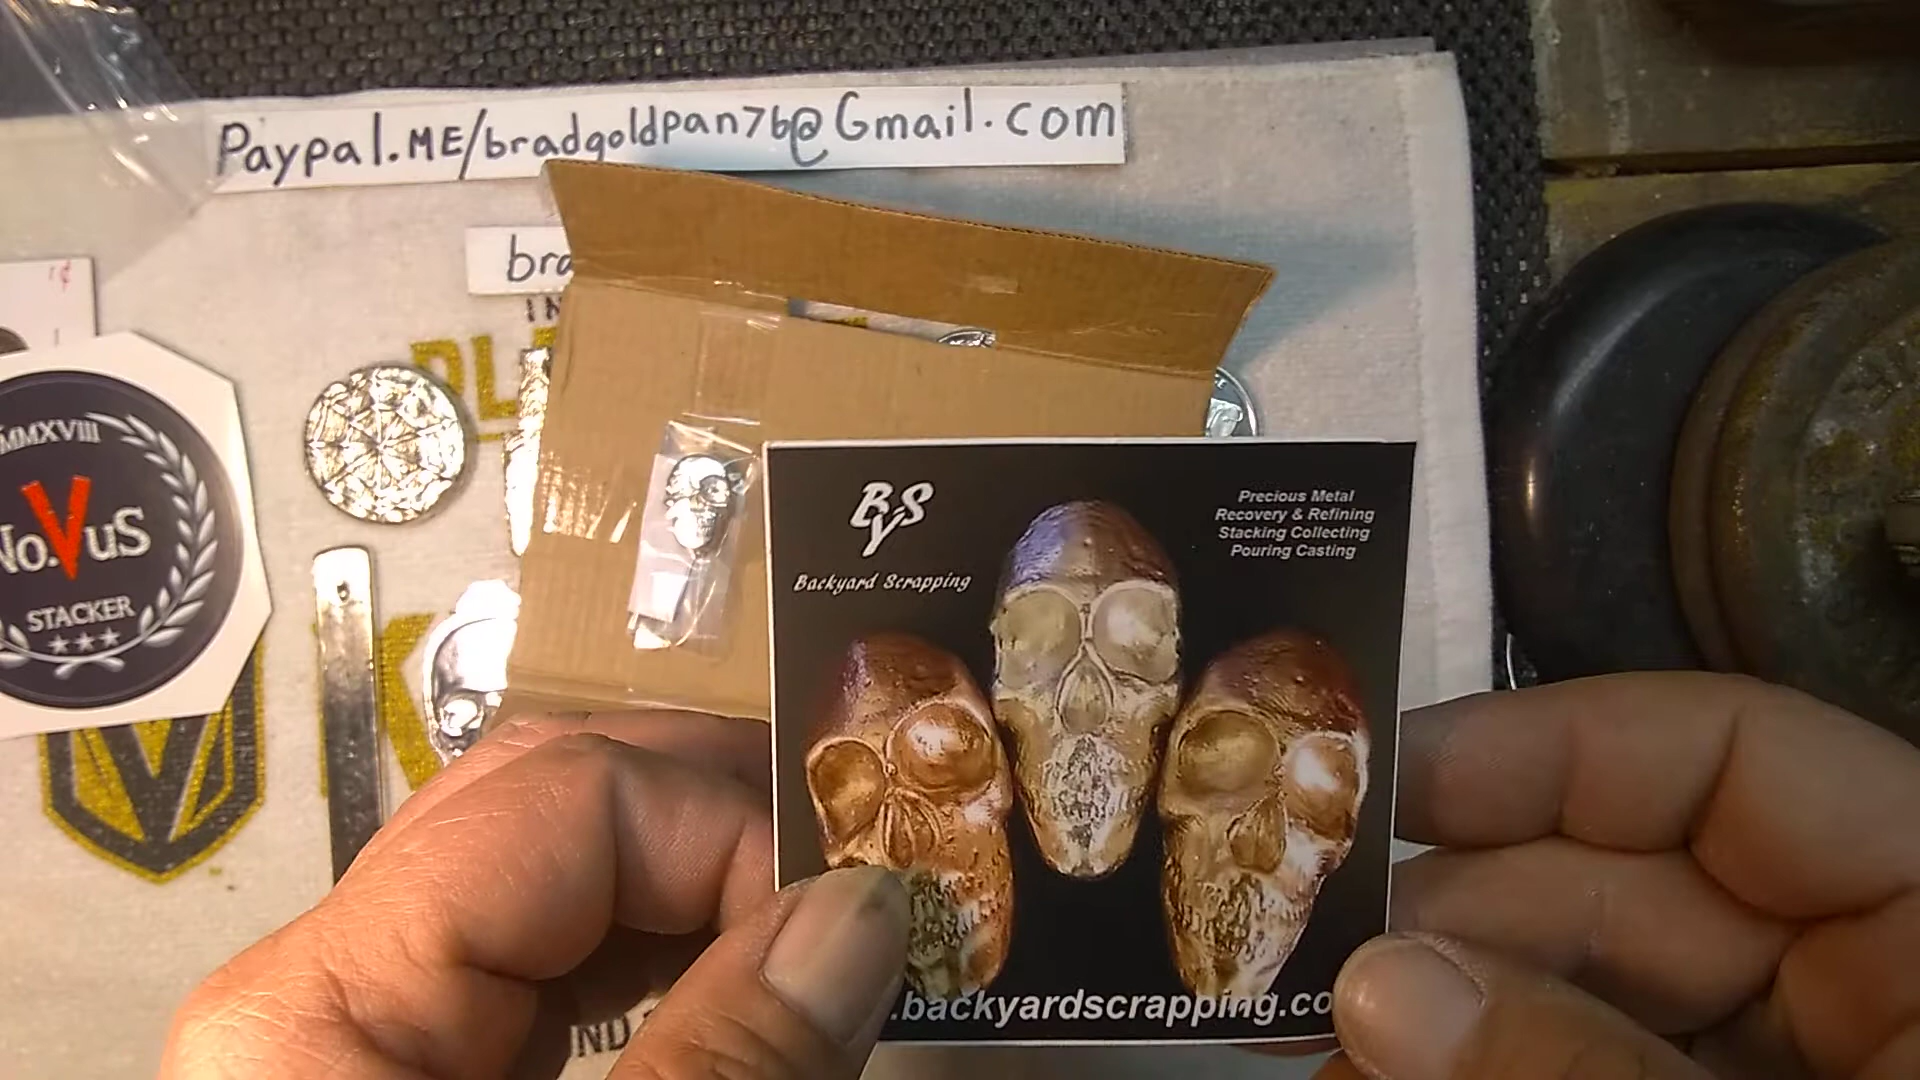 Paypal.ME/bradgoldpan76@Gmail.com
bra
1¢
MMXVIII
No.VuS
STACKER
BYS
Backyard Scrapping
Precious Metal
Recovery & Refining
Stacking Collecting
Pouring Casting
.backyardscrapping.co